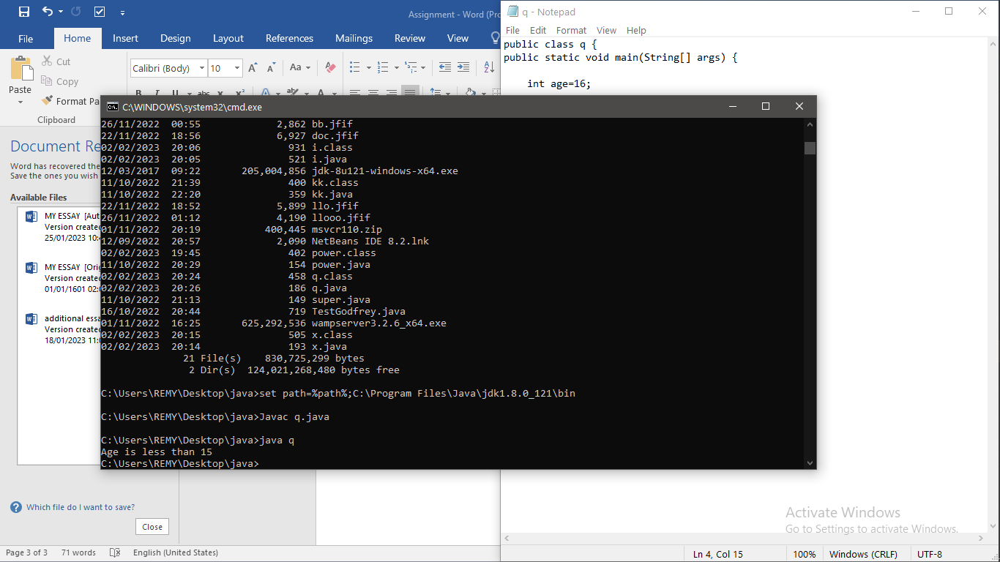 Assignment - Word (Pro
File Home Insert Design Layout References Mailings Review View
Cut
Copy
Format Pa
Paste
Clipboard
Calibri (Body) 10
Document Re
Word has recovered the
Save the ones you wish
Available Files
MY ESSAY [Aut
Version created
25/01/2023 10:4
MY ESSAY [Orig
Version created
01/01/1601 02:0
additional essa
Version created
18/01/2023 11:0
Which file do I want to save?
Close
Page 3 of 3 71 words English (United States)
q - Notepad
File Edit Format View Help
public class q {
public static void main(String[] args) {
int age=16;
C:\WINDOWS\system32\cmd.exe
26/11/2022 00:55 2,862 bb.jfif
22/11/2022 18:56 6,927 doc.jfif
02/02/2023 20:06 931 i.class
02/02/2023 20:05 521 i.java
12/03/2017 09:22 205,004,856 jdk-8u121-windows-x64.exe
11/10/2022 21:39 400 kk.class
11/10/2022 22:20 359 kk.java
22/11/2022 18:52 5,899 llo.jfif
26/11/2022 01:12 4,190 llooo.jfif
01/11/2022 20:19 400,445 msvcr110.zip
12/09/2022 20:57 2,090 NetBeans IDE 8.2.lnk
02/02/2023 19:45 402 power.class
11/10/2022 20:29 154 power.java
02/02/2023 20:24 458 q.class
02/02/2023 20:26 186 q.java
11/10/2022 21:13 149 super.java
16/10/2022 20:44 719 TestGodfrey.java
01/11/2022 16:25 625,292,536 wampserver3.2.6_x64.exe
02/02/2023 20:15 505 x.class
02/02/2023 20:14 193 x.java
21 File(s) 830,725,299 bytes
2 Dir(s) 124,021,268,480 bytes free
C:\Users\REMY\Desktop\java>set path=%path%;C:\Program Files\Java\jdk1.8.0_121\bin
C:\Users\REMY\Desktop\java>Javac q.java
C:\Users\REMY\Desktop\java>java q
Age is less than 15
C:\Users\REMY\Desktop\java>
Activate Windows
Go to Settings to activate Windows.
Ln 4, Col 15 100% Windows (CRLF) UTF-8